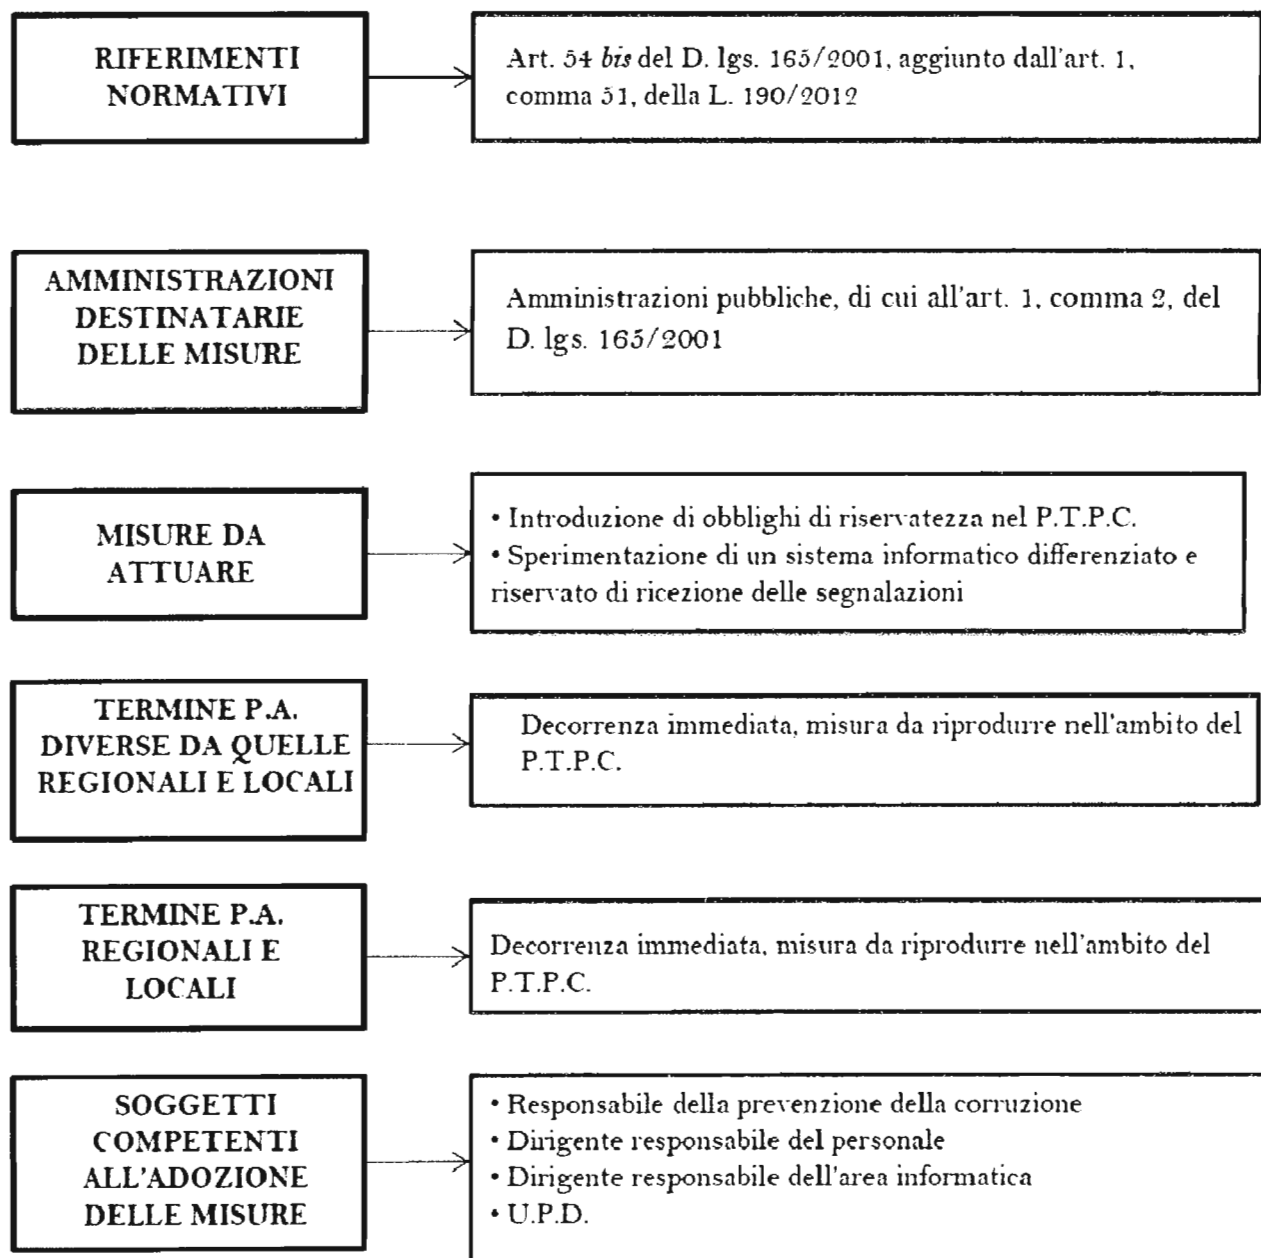 RIFERIMENTI
NORMATIVI
Art. 54 bis del D. lgs. 165/2001, aggiunto dall'art. 1,
comma 51, della L. 190/2012
AMMINISTRAZIONI
DESTINATARIE
DELLE MISURE
Amministrazioni pubbliche, di cui all'art. 1, comma 2, del
D. lgs. 165/2001
MISURE DA
ATTUARE
• Introduzione di obblighi di riservatezza nel P.T.P.C.
• Sperimentazione di un sistema informatico differenziato e
riservato di ricezione delle segnalazioni
TERMINE P.A.
DIVERSE DA QUELLE
REGIONALI E LOCALI
Decorrenza immediata, misura da riprodurre nell'ambito del
P.T.P.C.
TERMINE P.A.
REGIONALI E
LOCALI
Decorrenza immediata, misura da riprodurre nell'ambito del
P.T.P.C.
SOGGETTI
COMPETENTI
ALL'ADOZIONE
DELLE MISURE
• Responsabile della prevenzione della corruzione
• Dirigente responsabile del personale
• Dirigente responsabile dell'area informatica
• U.P.D.